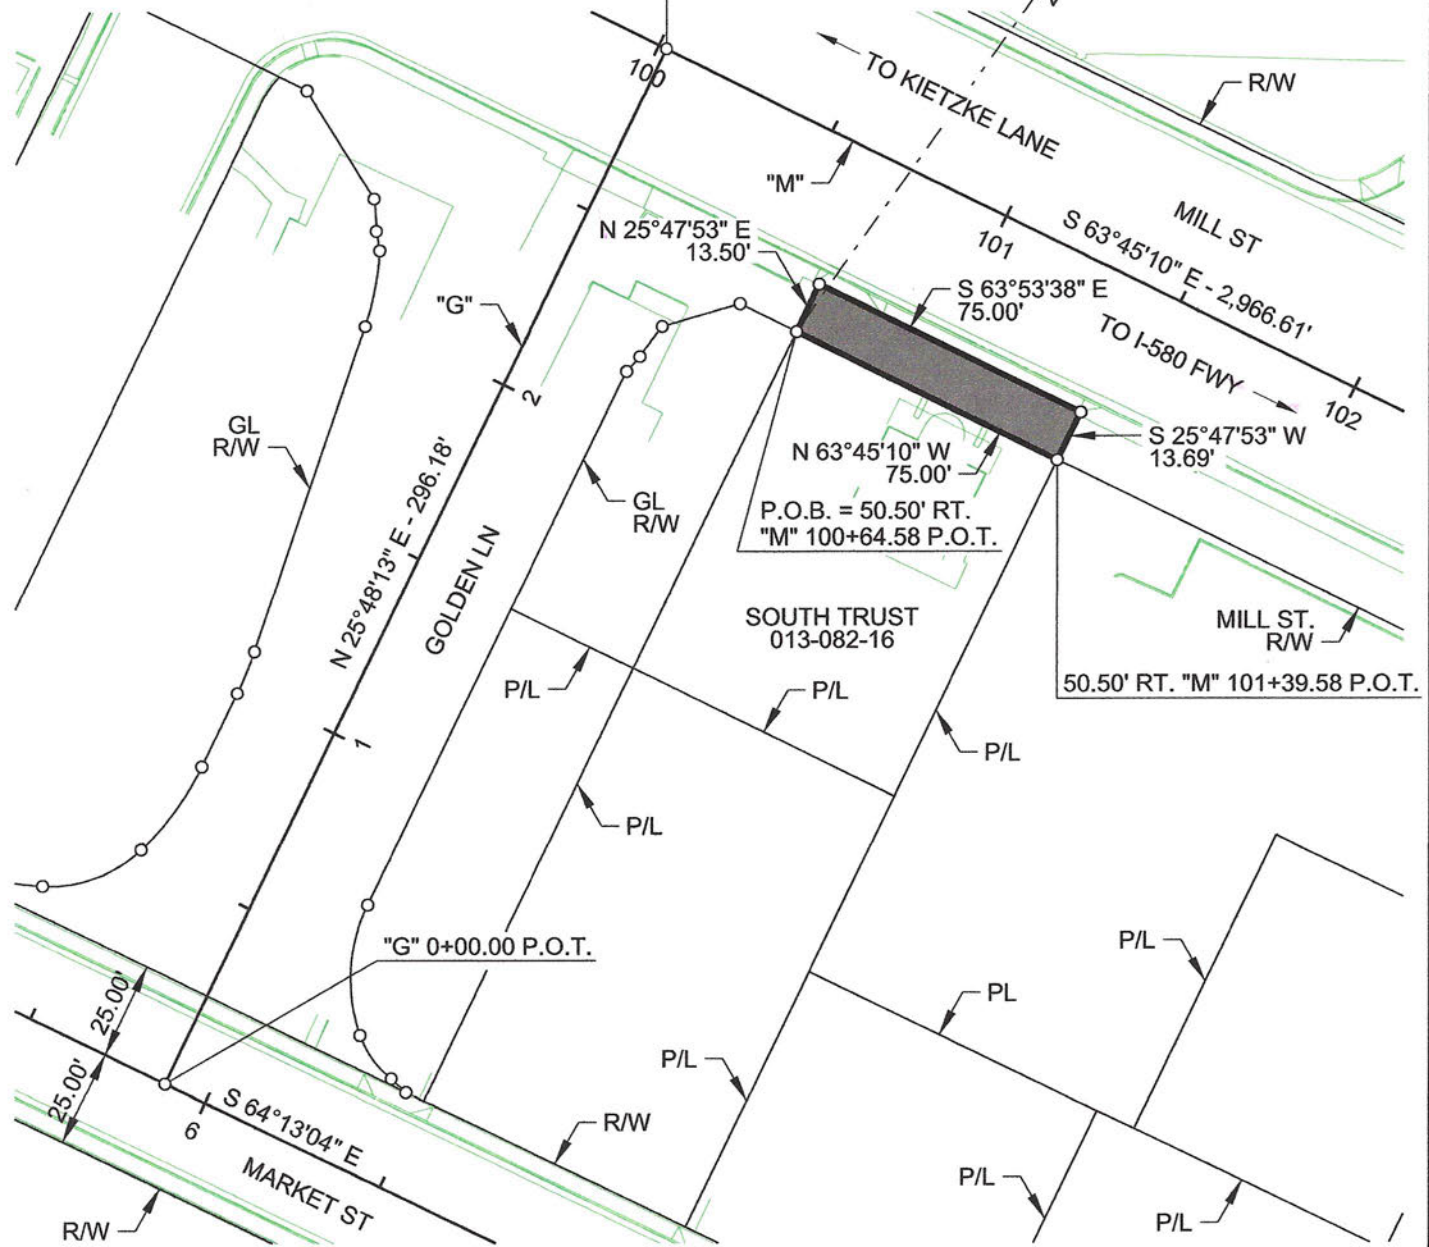 100
TO KIETZKE LANE
R/W
"M"
MILL ST
101
S 63°45'10" E - 2,966.61'
N 25°47'53" E
13.50'
"G"
S 63°53'38" E
75.00'
TO I-580 FWY
102
2
GL
R/W
N 63°45'10" W
75.00'
S 25°47'53" W
13.69'
GL
R/W
P.O.B. = 50.50' RT.
"M" 100+64.58 P.O.T.
N 25°48'13" E - 296.18'
GOLDEN LN
SOUTH TRUST
013-082-16
MILL ST.
R/W
P/L
P/L
50.50' RT. "M" 101+39.58 P.O.T.
1
P/L
P/L
"G" 0+00.00 P.O.T.
P/L
25.00'
PL
25.00'
P/L
S 64°13'04" E
6
R/W
MARKET ST
P/L
R/W
P/L